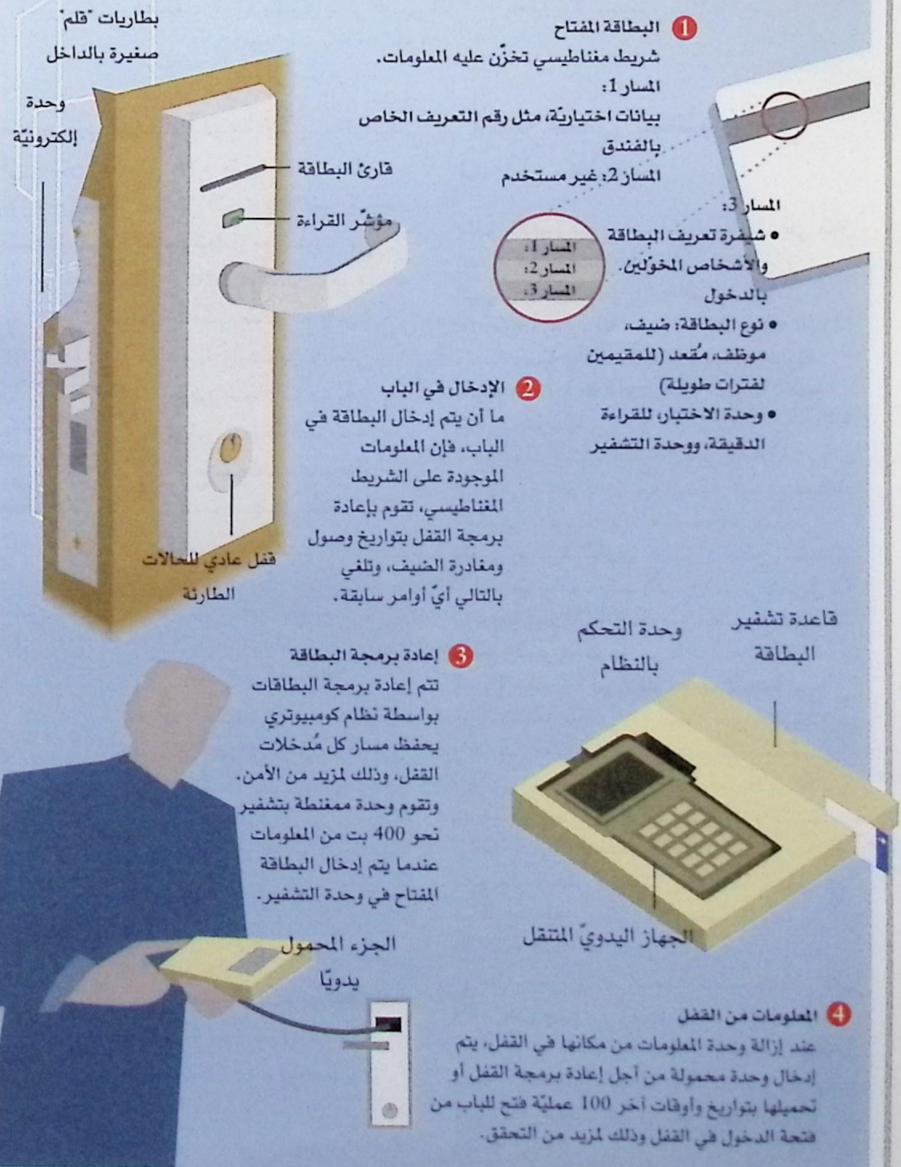 بطاريات "قلم"
صغيرة بالداخل
وحدة
إلكترونيّة
قارئ البطاقة
مؤشّر القراءة
قفل عادي للحالات
الطارئة
1 البطاقة المفتاح
شريط مغناطيسي تخزّن عليه المعلومات.
المسار 1:
بيانات اختياريّة، مثل رقم التعريف الخاص
بالفندق
المسار 2: غير مستخدم
المسار 3:
• شيفرة تعريف البطاقة
والأشخاص المخوّلين.
بالدخول
• نوع البطاقة: ضيف،
موظف، مُقعد (للمقيمين
لفترات طويلة)
• وحدة الاختبار، للقراءة
الدقيقة، ووحدة التشفير
المسار 1:
المسار 2:
المسار 3:
2 الإدخال في الباب
ما أن يتم إدخال البطاقة في
الباب، فإن المعلومات
الموجودة على الشريط
المغناطيسي، تقوم بإعادة
برمجة القفل بتواريخ وصول
ومغادرة الضيف، وتلغي
بالتالي أيّ أوامر سابقة.
3 إعادة برمجة البطاقة
تتم إعادة برمجة البطاقات
بواسطة نظام كومبيوتري
يحفظ مسار كل مُدخلات
القفل، وذلك لمزيد من الأمن.
وتقوم وحدة ممغنطة بتشفير
نحو 400 بت من المعلومات
عندما يتم إدخال البطاقة
المفتاح في وحدة التشفير.
قاعدة تشفير
البطاقة
وحدة التحكم
بالنظام
الجهاز اليدويّ المتنقل
الجزء المحمول
يدويّا
4 المعلومات من القفل
عند إزالة وحدة المعلومات من مكانها في القفل، يتم
إدخال وحدة محمولة من أجل إعادة برمجة القفل أو
تحميلها بتواريخ وأوقات آخر 100 عمليّة فتح للباب من
فتحة الدخول في القفل وذلك لمزيد من التحقق.